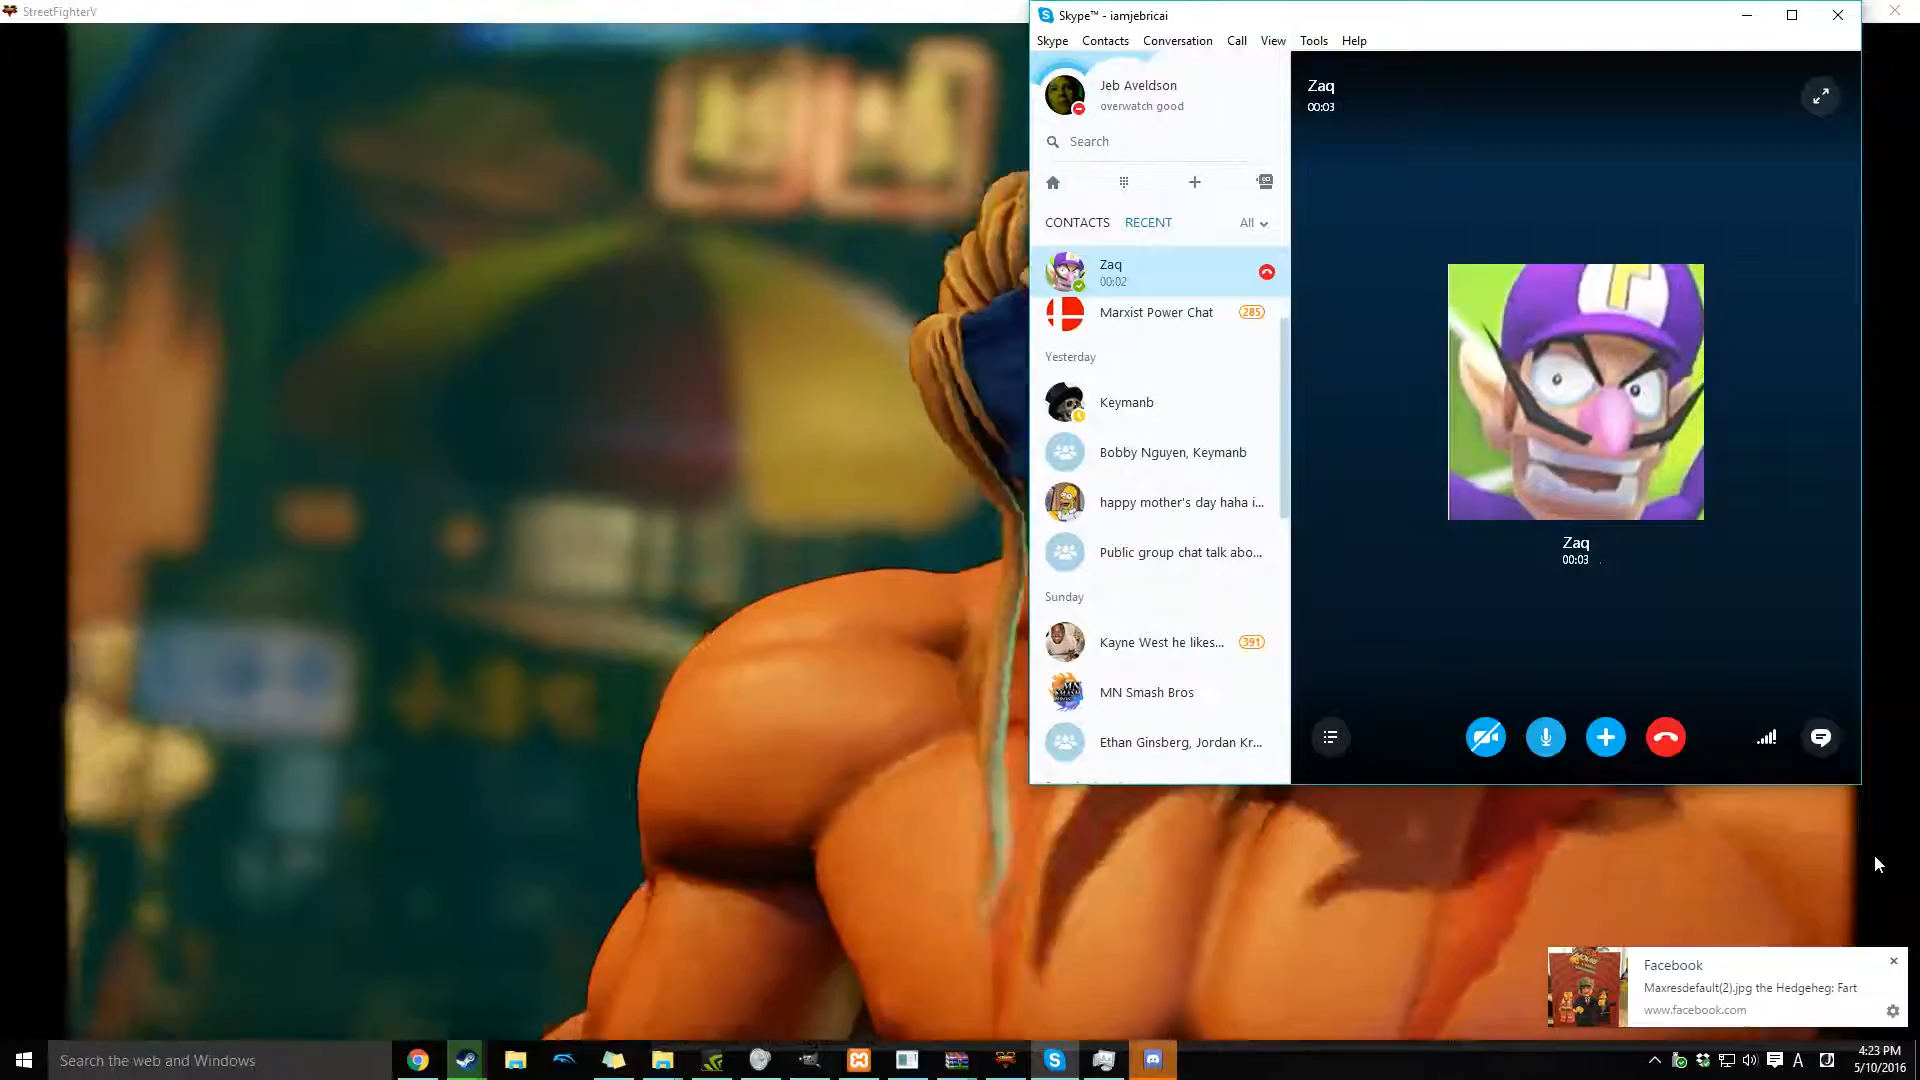 StreetFighterV
Skype™ - iamjebricai
Skype Contacts Conversation Call View Tools Help
Jeb Aveldson
overwatch good
Search
CONTACTS RECENT All
Zaq
00:02
Marxist Power Chat 285
Yesterday
Keymanb
Bobby Nguyen, Keymanb
happy mother's day haha i...
Public group chat talk abo...
Sunday
Kayne West he likes... 391
MN Smash Bros
Ethan Ginsberg, Jordan Kr...
Zaq
00:03
Zaq
00:03
Facebook
Maxresdefault(2).jpg the Hedgeheg: Fart
www.facebook.com
Search the web and Windows
A
4:23 PM
5/10/2016